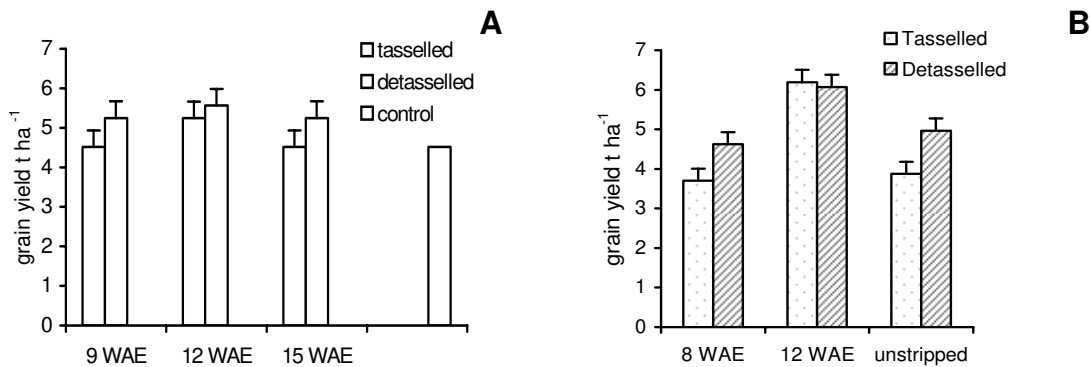 A
7
6
5
4
3
2
1
0
grain yield t ha⁻¹
tasselled
detasselled
control
9 WAE 12 WAE 15 WAE
B
7
6
5
4
3
2
1
0
grain yield t ha⁻¹
Tasselled
Detasselled
8 WAE 12 WAE unstripped